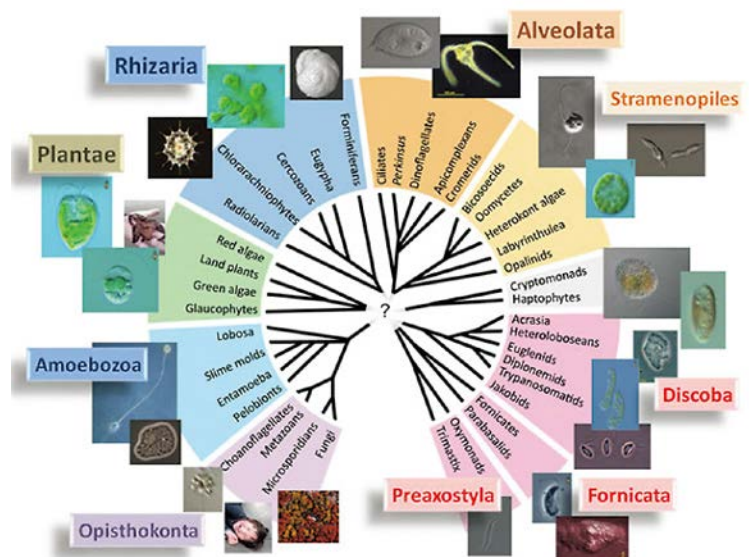 Alveolata
Rhizaria
Stramenopiles
Plantae
Amoebozoa
Discoba
Preaxostyla
Fornicata
Opisthokonta
Radiolarians
Chlorarachniophytes
Cercozoans
Eugypha
Forminiferans
Ciliates
Perkinsus
Dinoflagellates
Apicomplexans
Cromerids
Bicosoecids
Oomycetes
Heterokont algae
Labyrinthulea
Opalinids
Cryptomonads
Haptophytes
Acrasia
Heteroloboseans
Euglenids
Diplonemids
Trypanosomatids
Jakobids
Fornicates
Parabasalids
Oxymonads
Trimastix
Fungi
Microsporidians
Metazoans
Choanoflagellates
Pelobionts
Entamoeba
Slime molds
Lobosa
Glaucophytes
Green algae
Land plants
Red algae
?